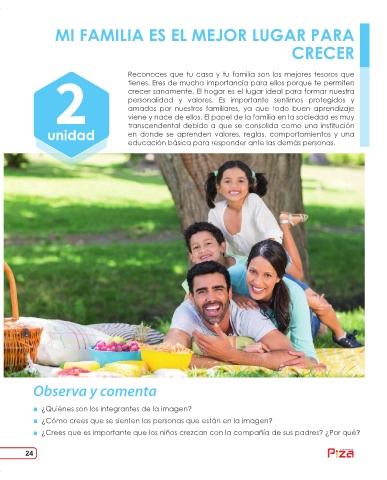 MI FAMILIA ES EL MEJOR LUGAR PARA
CRECER
2
unidad
Reconoces que tu casa y tu familia son los mejores tesoros que
tienes. Eres de mucha importancia para ellos porque te permiten
crecer sanamente. El hogar es el lugar ideal para formar nuestra
personalidad y valores. Es importante sentirnos protegidos y
amados por nuestros familiares, ya que todo buen aprendizaje
viene y nace de ellos. El papel de la familia en la sociedad es muy
transcendental debido a que se consolida como una institución
en donde se aprenden valores, reglas, comportamientos y una
educación básica para responder ante las demás personas.
Observa y comenta
¿Quiénes son los integrantes de la imagen?
¿Cómo crees que se sienten las personas que están en la imagen?
¿Crees que es importante que los niños crezcan con la compañía de sus padres? ¿Por qué?
24